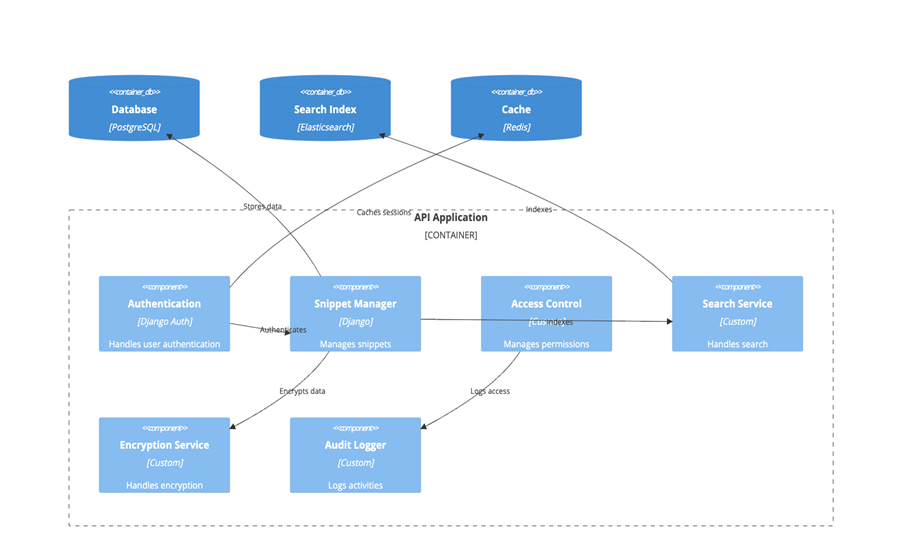 <<container_db>>
Database
[PostgreSQL]
<<container_db>>
Search Index
[Elasticsearch]
<<container_db>>
Cache
[Redis]
Stores data
Caches sessions
Indexes
API Application
[CONTAINER]
<<component>>
Authentication
[Django Auth]
Handles user authentication
Authenticates
<<component>>
Snippet Manager
[Django]
Manages snippets
<<component>>
Access Control
[Custom]
Manages permissions
Indexes
<<component>>
Search Service
[Custom]
Handles search
Encrypts data
Logs access
<<component>>
Encryption Service
[Custom]
Handles encryption
<<component>>
Audit Logger
[Custom]
Logs activities